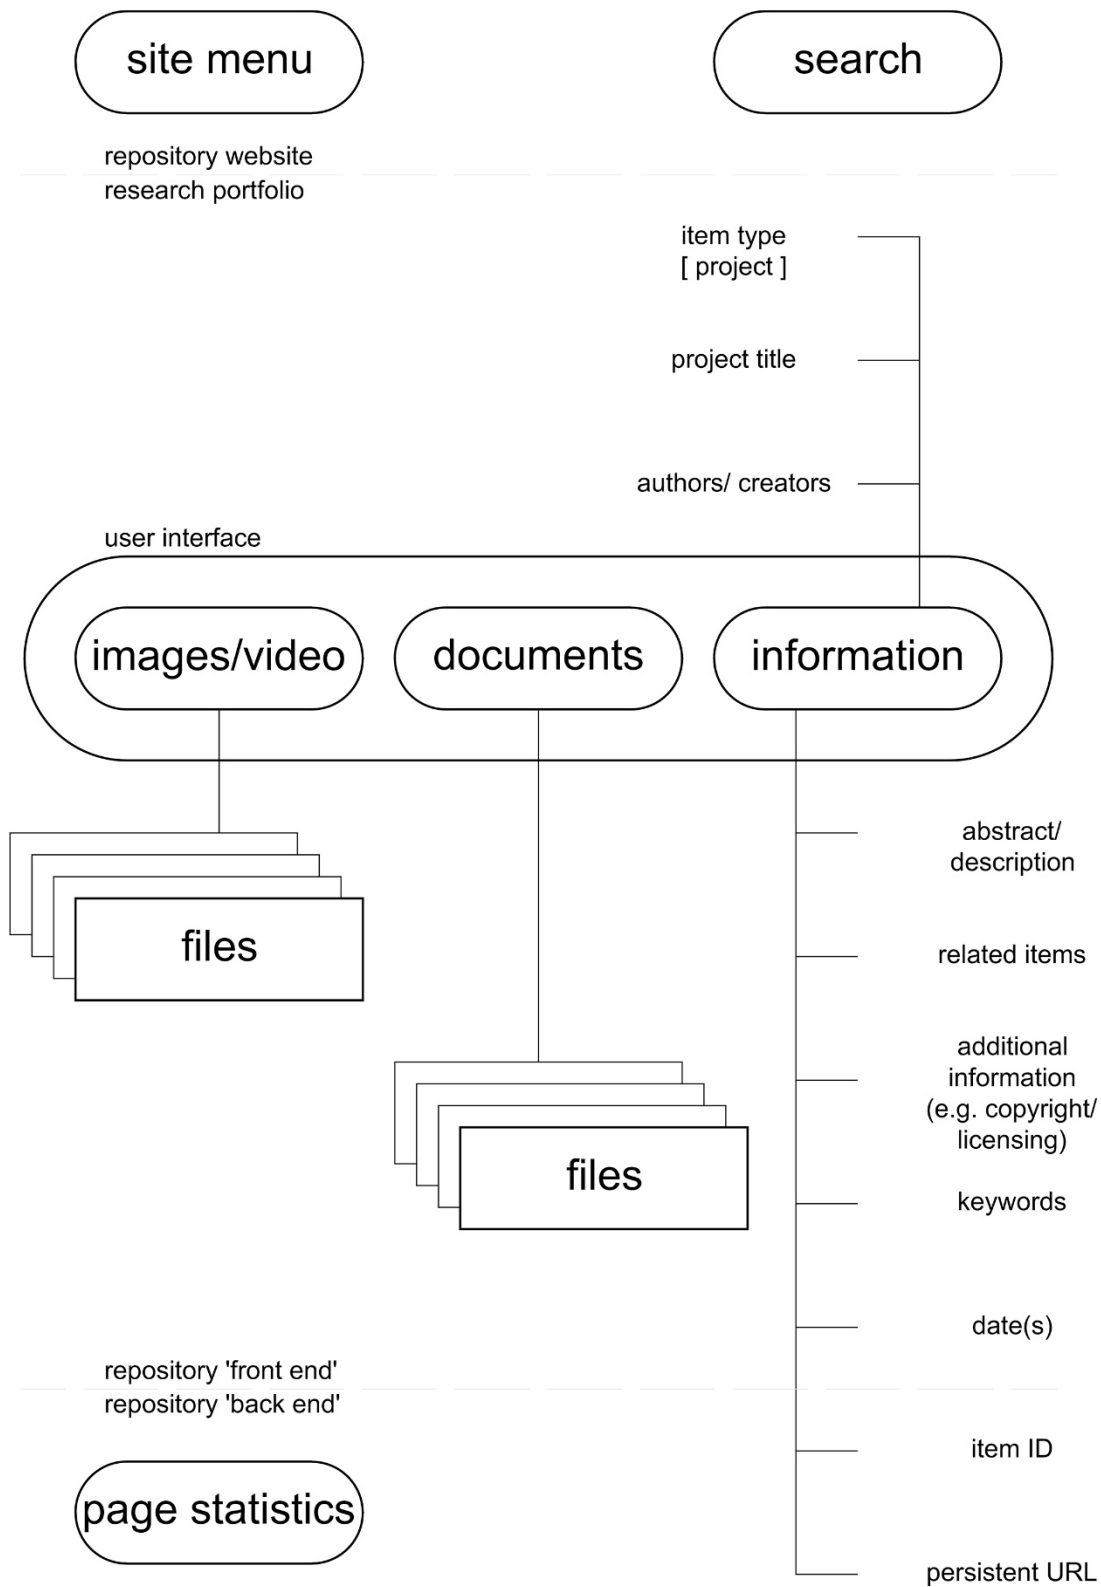 site menu
search
repository website
research portfolio
item type
[ project ]
project title
authors/ creators
user interface
images/video
documents
information
abstract/
description
files
related items
additional
information
(e.g. copyright/
licensing)
files
keywords
date(s)
repository 'front end'
repository 'back end'
item ID
page statistics
persistent URL